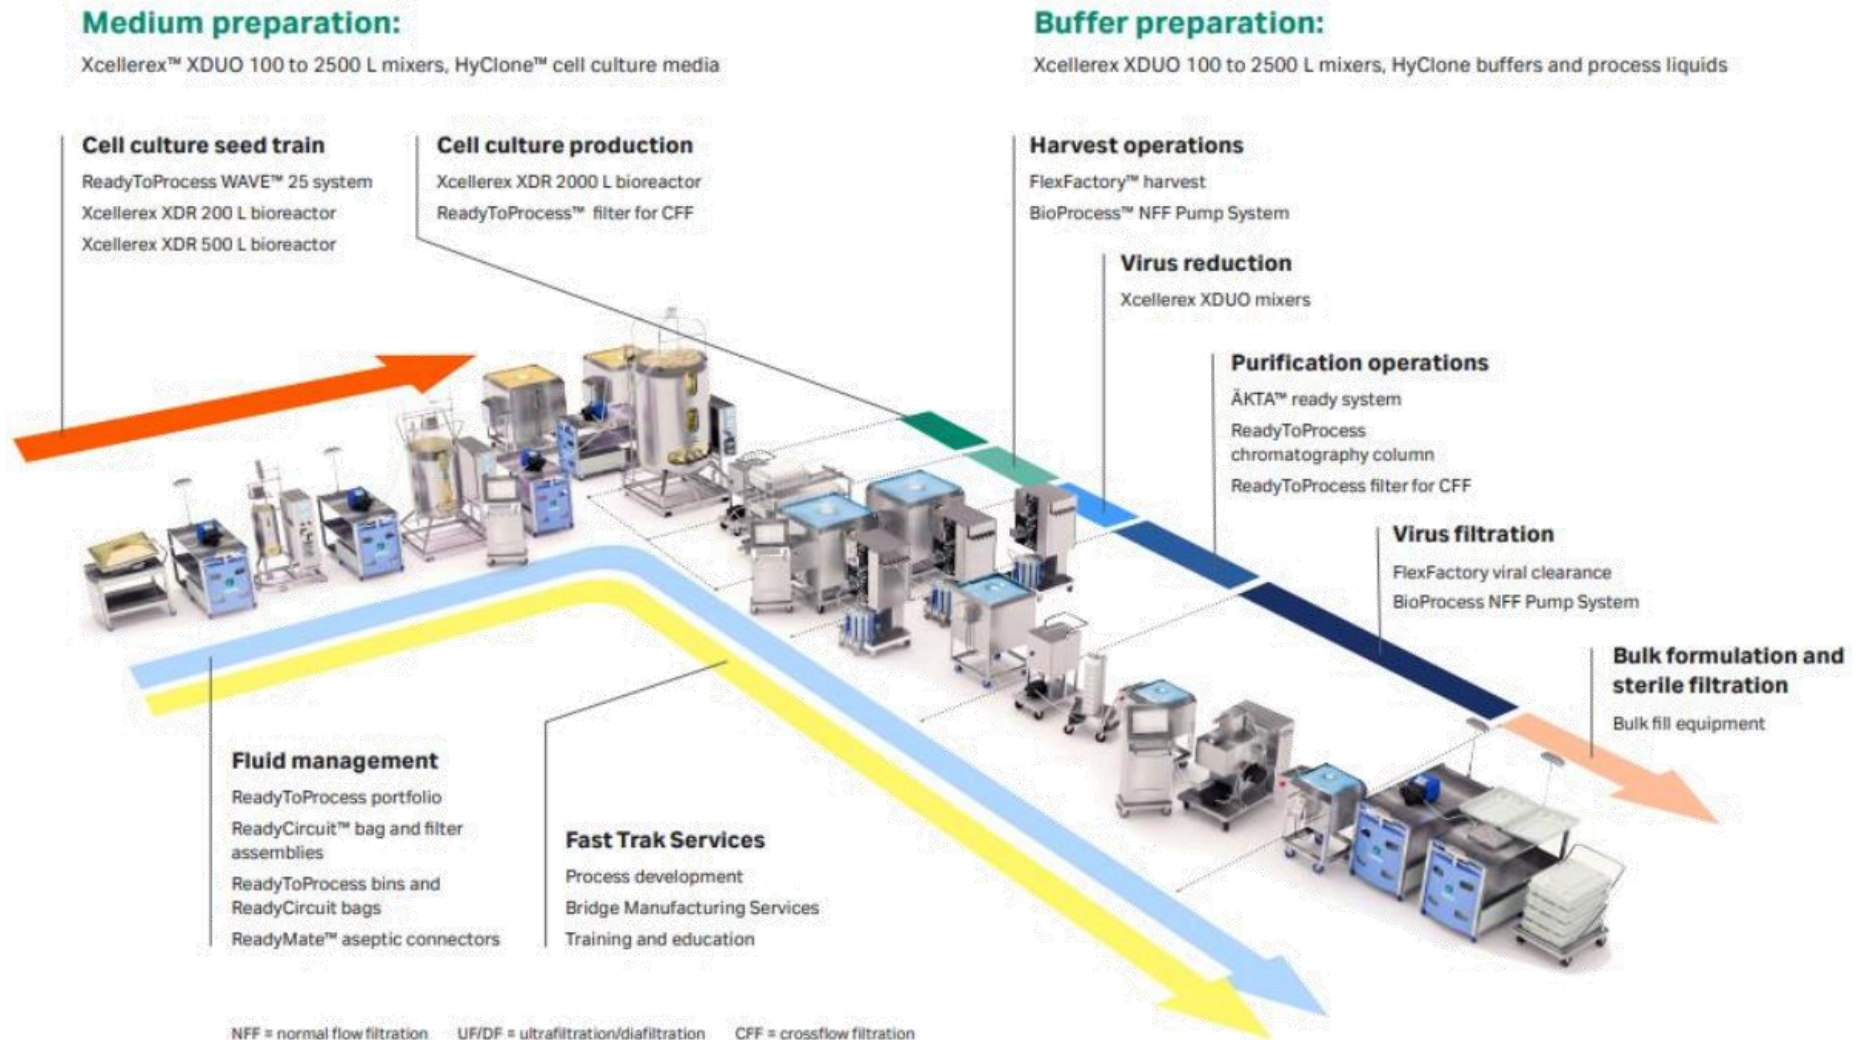 Medium preparation:
Xcellerex™ XDUO 100 to 2500 L mixers, HyClone™ cell culture media
Buffer preparation:
Xcellerex XDUO 100 to 2500 L mixers, HyClone buffers and process liquids
Cell culture seed train
ReadyToProcess WAVE™ 25 system
Xcellerex XDR 200 L bioreactor
Xcellerex XDR 500 L bioreactor
Cell culture production
Xcellerex XDR 2000 L bioreactor
ReadyToProcess™ filter for CFF
Harvest operations
FlexFactory™ harvest
BioProcess™ NFF Pump System
Virus reduction
Xcellerex XDUO mixers
Purification operations
ÄKTA™ ready system
ReadyToProcess
chromatography column
ReadyToProcess filter for CFF
Virus filtration
FlexFactory viral clearance
BioProcess NFF Pump System
Bulk formulation and
sterile filtration
Bulk fill equipment
Fluid management
ReadyToProcess portfolio
ReadyCircuit™ bag and filter
assemblies
ReadyToProcess bins and
ReadyCircuit bags
ReadyMate™ aseptic connectors
Fast Trak Services
Process development
Bridge Manufacturing Services
Training and education
NFF = normal flow filtration UF/DF = ultrafiltration/diafiltration CFF = crossflow filtration